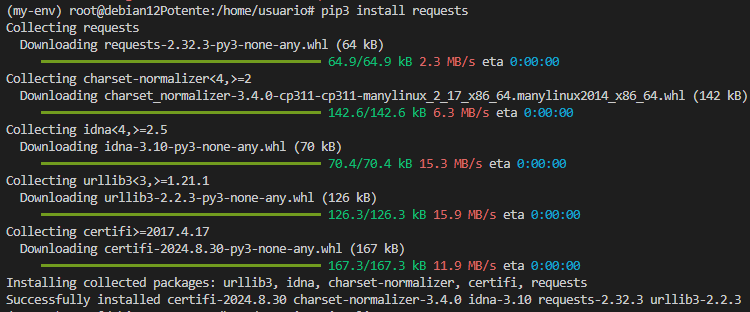 (my-env) root@debian12Potente:/home/usuario# pip3 install requests
Collecting requests
Downloading requests-2.32.3-py3-none-any.whl (64 kB)
64.9/64.9 kB 2.3 MB/s eta 0:00:00
Collecting charset-normalizer<4,>=2
Downloading charset_normalizer-3.4.0-cp311-cp311-manylinux_2_17_x86_64.manylinux2014_x86_64.whl (142 kB)
142.6/142.6 kB 6.3 MB/s eta 0:00:00
Collecting idna<4,>=2.5
Downloading idna-3.10-py3-none-any.whl (70 kB)
70.4/70.4 kB 15.3 MB/s eta 0:00:00
Collecting urllib3<3,>=1.21.1
Downloading urllib3-2.2.3-py3-none-any.whl (126 kB)
126.3/126.3 kB 15.9 MB/s eta 0:00:00
Collecting certifi>=2017.4.17
Downloading certifi-2024.8.30-py3-none-any.whl (167 kB)
167.3/167.3 kB 11.9 MB/s eta 0:00:00
Installing collected packages: urllib3, idna, charset-normalizer, certifi, requests
Successfully installed certifi-2024.8.30 charset-normalizer-3.4.0 idna-3.10 requests-2.32.3 urllib3-2.2.3